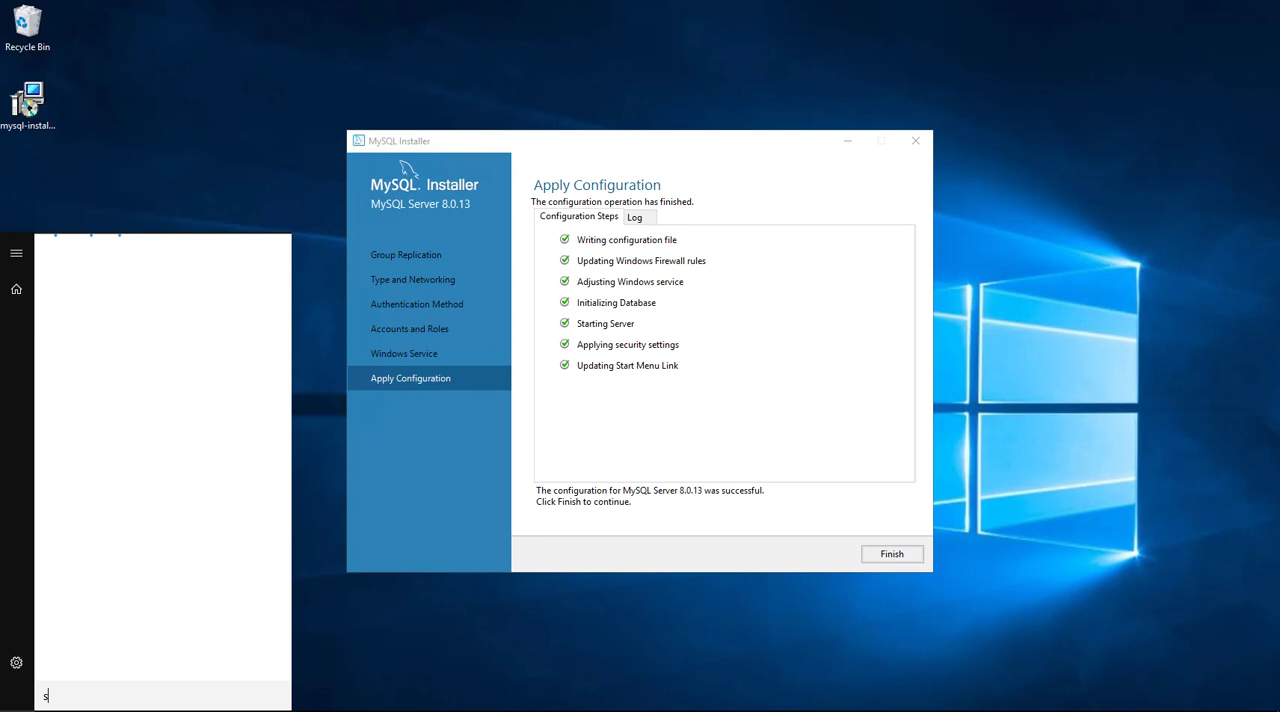 Recycle Bin
mysql-instal...
MySQL Installer
MySQL. Installer
MySQL Server 8.0.13
Group Replication
Type and Networking
Authentication Method
Accounts and Roles
Windows Service
Apply Configuration
Apply Configuration
The configuration operation has finished.
Configuration Steps
Log
Writing configuration file
Updating Windows Firewall rules
Adjusting Windows service
Initializing Database
Starting Server
Applying security settings
Updating Start Menu Link
The configuration for MySQL Server 8.0.13 was successful.
Click Finish to continue.
Finish
s